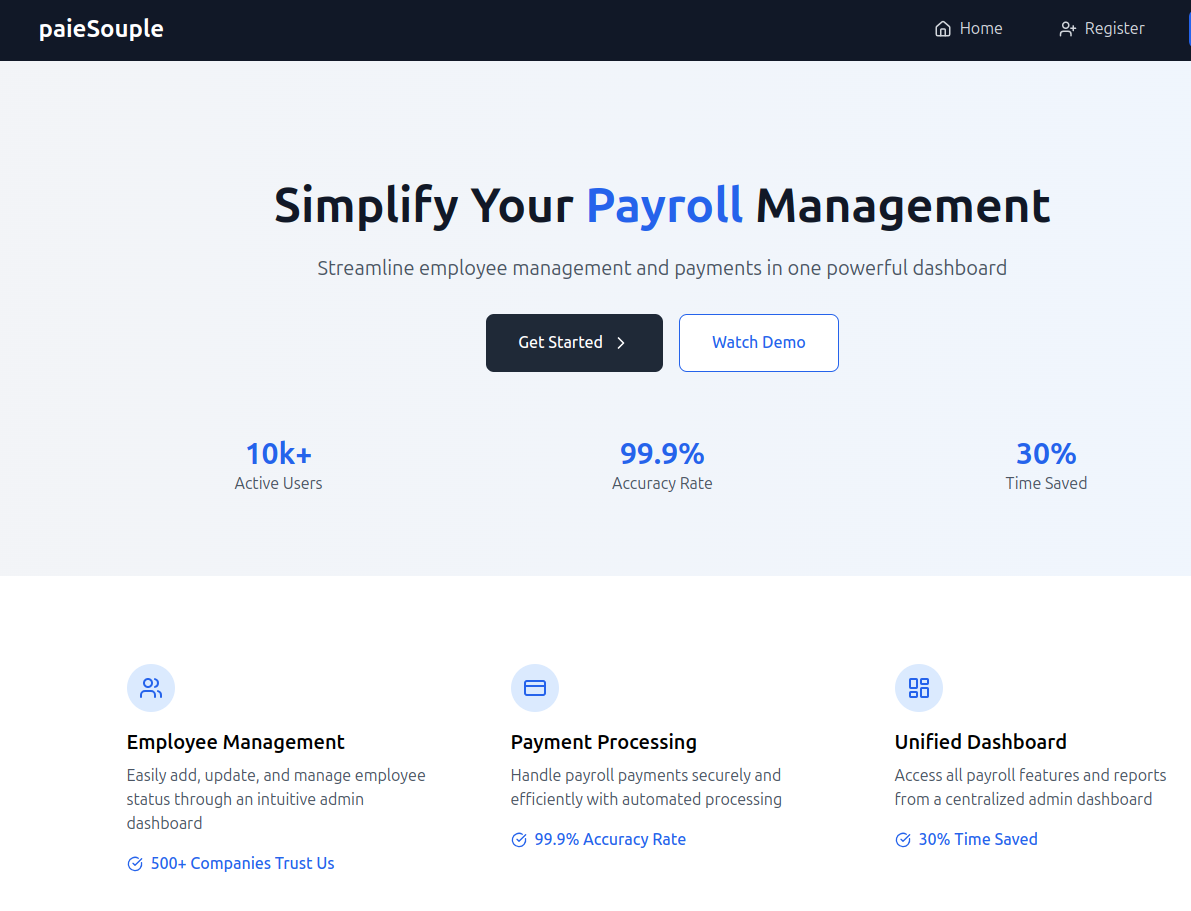 paieSouple
Home
Register
Simplify Your Payroll Management
Streamline employee management and payments in one powerful dashboard
Get Started
Watch Demo
10k+
Active Users
99.9%
Accuracy Rate
30%
Time Saved
Employee Management
Easily add, update, and manage employee
status through an intuitive admin
dashboard
500+ Companies Trust Us
Payment Processing
Handle payroll payments securely and
efficiently with automated processing
99.9% Accuracy Rate
Unified Dashboard
Access all payroll features and reports
from a centralized admin dashboard
30% Time Saved